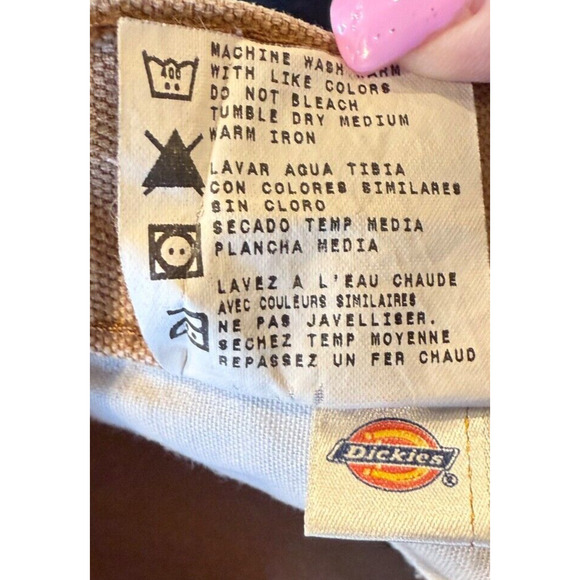 MACHINE WASH WARM
WITH LIKE COLORS
DO NOT BLEACH
TUMBLE DRY MEDIUM
WARM IRON
LAVAR AGUA TIBIA
CON COLORES SIMILARES
SIN CLORO
SECADO TEMP MEDIA
PLANCHA MEDIA
LAVEZ A L'EAU CHAUDE
AVEC COULEURS SIMILAIRES
NE PAS JAVELLISER.
SECHEZ TEMP MOYENNE
REPASSEZ UN FER CHAUD
Dickies®